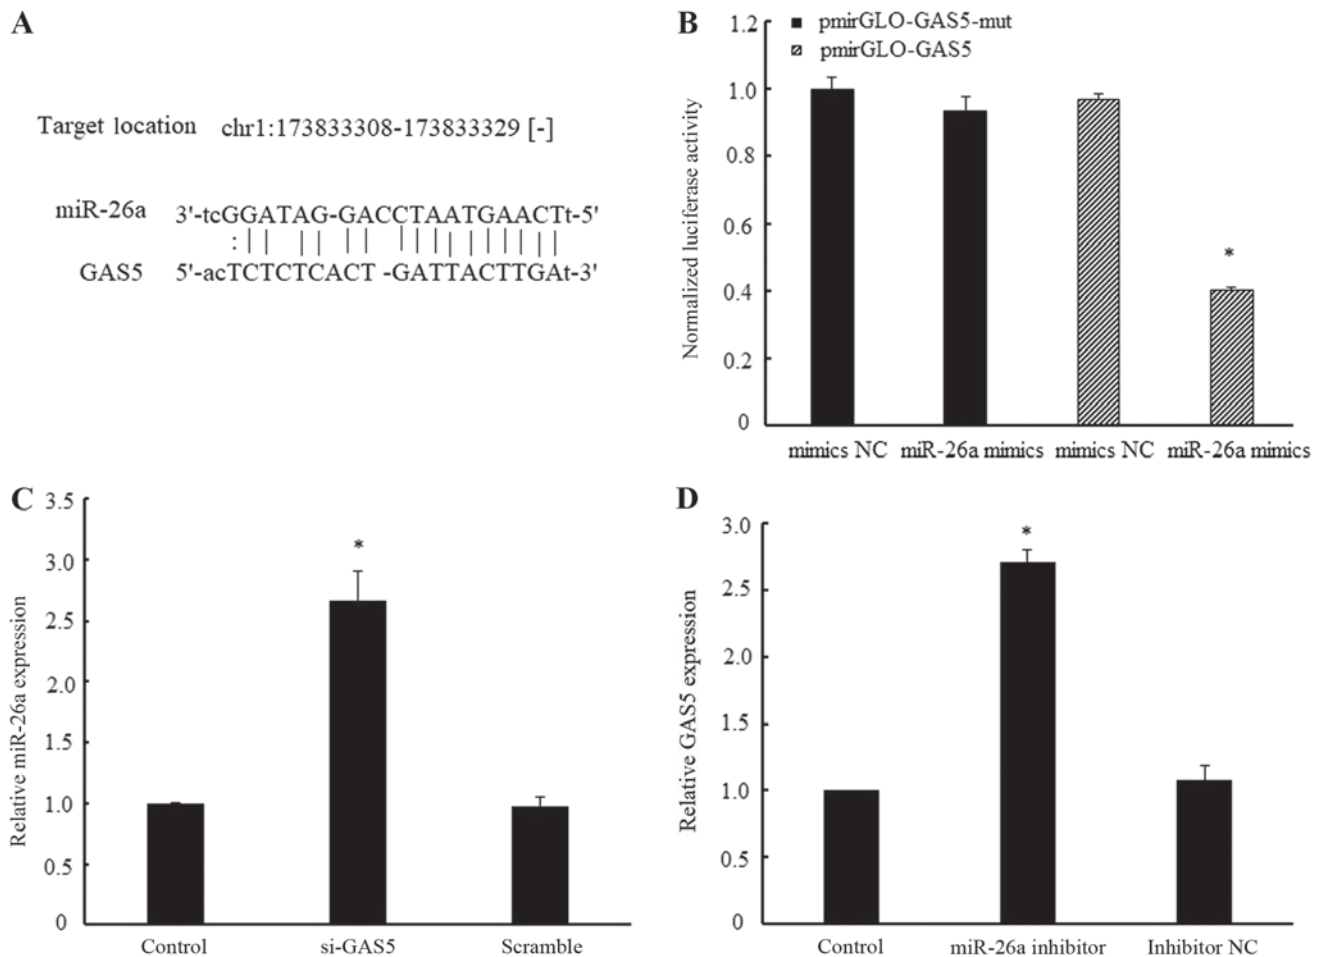 A
Target location chr1:173833308-173833329 [-]
miR-26a 3'-tcGGATAG-GACCTAATGAACTt-5'
GAS5 5'-acTCTCTCACT -GATTACTTGAt-3'
B
pmirGLO-GAS5-mut
pmirGLO-GAS5
Normalized luciferase activity
1.2
1.0
0.8
0.6
0.4
0.2
0
*
mimics NC miR-26a mimics mimics NC miR-26a mimics
C
Relative miR-26a expression
3.5
3.0
2.5
2.0
1.5
1.0
0.5
0
*
Control si-GAS5 Scramble
D
Relative GAS5 expression
3.0
2.5
2.0
1.5
1.0
0.5
0
*
Control miR-26a inhibitor Inhibitor NC